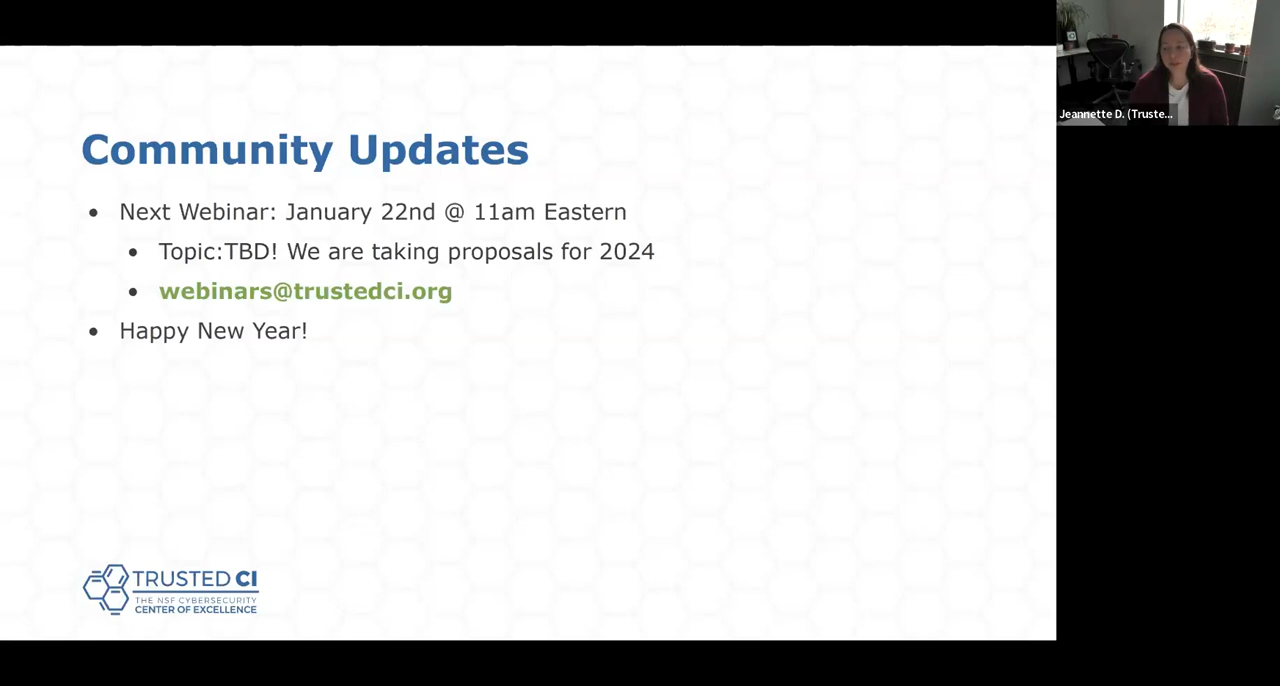 Community Updates
Next Webinar: January 22nd @ 11am Eastern
Topic:TBD! We are taking proposals for 2024
webinars@trustedci.org
Happy New Year!
TRUSTED CI
THE NSF CYBERSECURITY
CENTER OF EXCELLENCE
Jeannette D. (Truste...